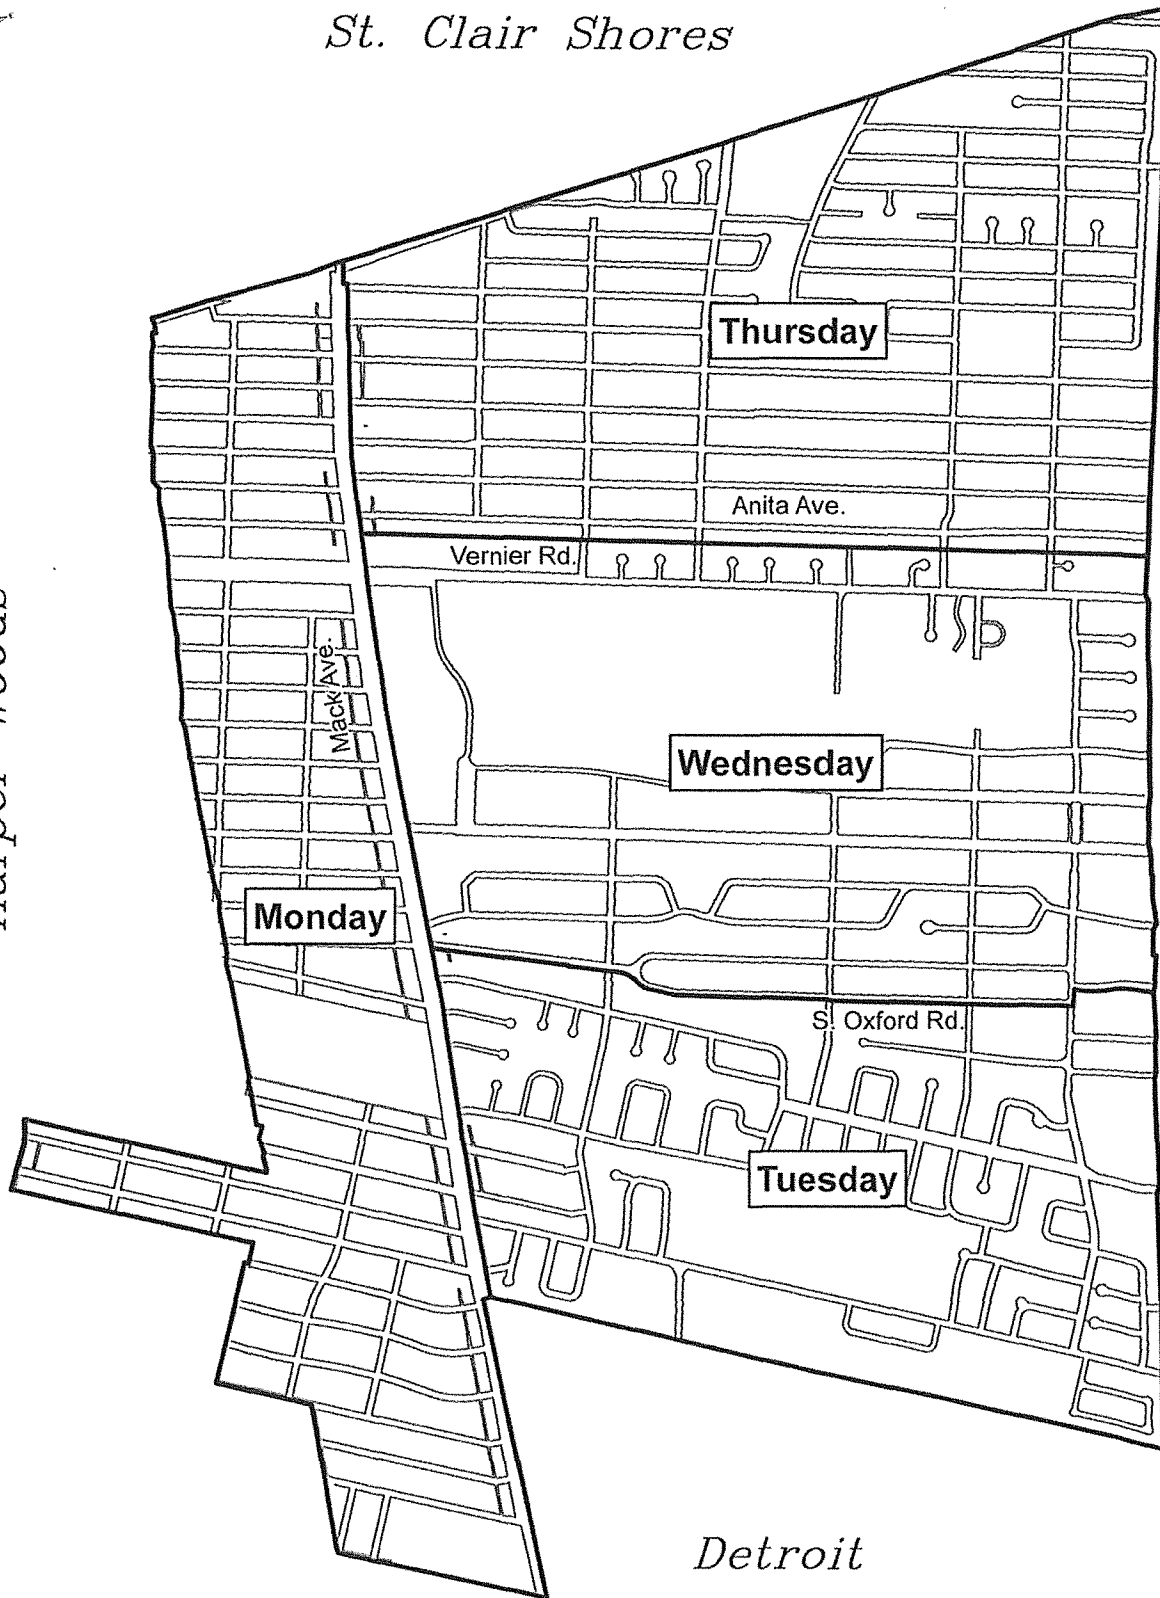 St. Clair Shores
Thursday
Anita Ave.
Vernier Rd.
Mack Ave.
Wednesday
Monday
S. Oxford Rd.
Tuesday
Detroit